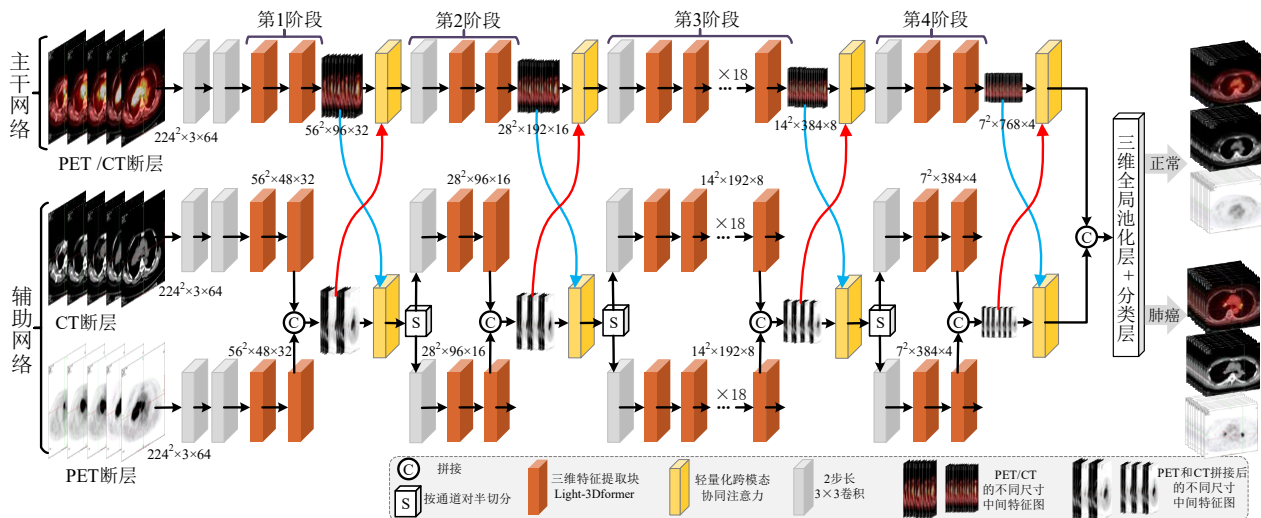 第1阶段
第2阶段
第3阶段
第4阶段
主干网络
×18
224²×3×64
56²×96×32
28²×192×16
14²×384×8
7²×768×4
PET /CT断层
三维全局池化层+分类层
正常
肺癌
辅助网络
56²×48×32
28²×96×16
14²×192×8
7²×384×4
×18
C
224²×3×64
CT断层
C
C
C
C
S
S
S
56²×48×32
28²×96×16
14²×192×8
7²×384×4
×18
224²×3×64
PET断层
C
拼接
S
按通道对半切分
三维特征提取块
Light-3Dformer
轻量化跨模态
协同注意力
2步长
3×3卷积
PET/CT
的不同尺寸
中间特征图
PET和CT拼接后
的不同尺寸
中间特征图